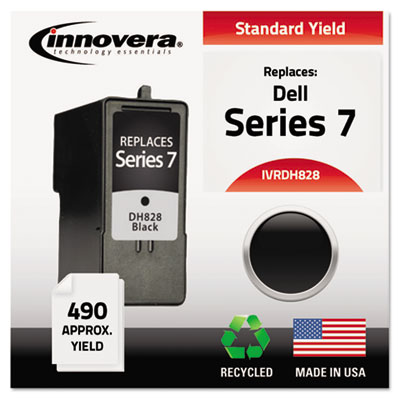 innovera®
technology essentials
Standard Yield
Replaces:
Dell
Series 7
IVRDH828
REPLACES
Series 7
DH828
Black
490
APPROX.
YIELD
RECYCLED
MADE IN USA